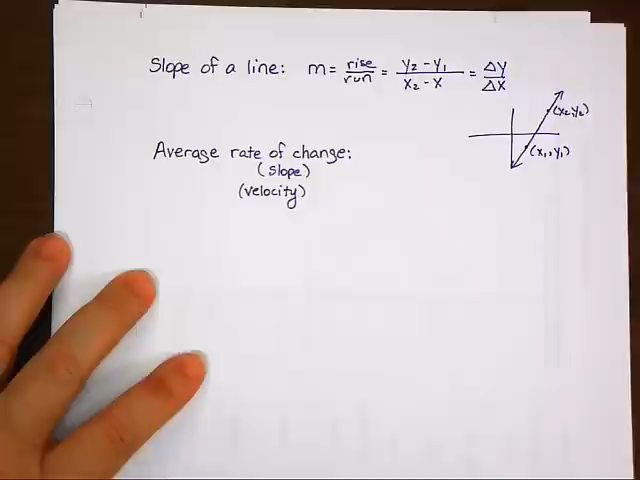 Slope of a line: m = rise/run = y₂ - y₁ / x₂ - x = Δy/Δx
(x₂, y₂)
(x₁, y₁)
Average rate of change:
(slope)
(velocity)